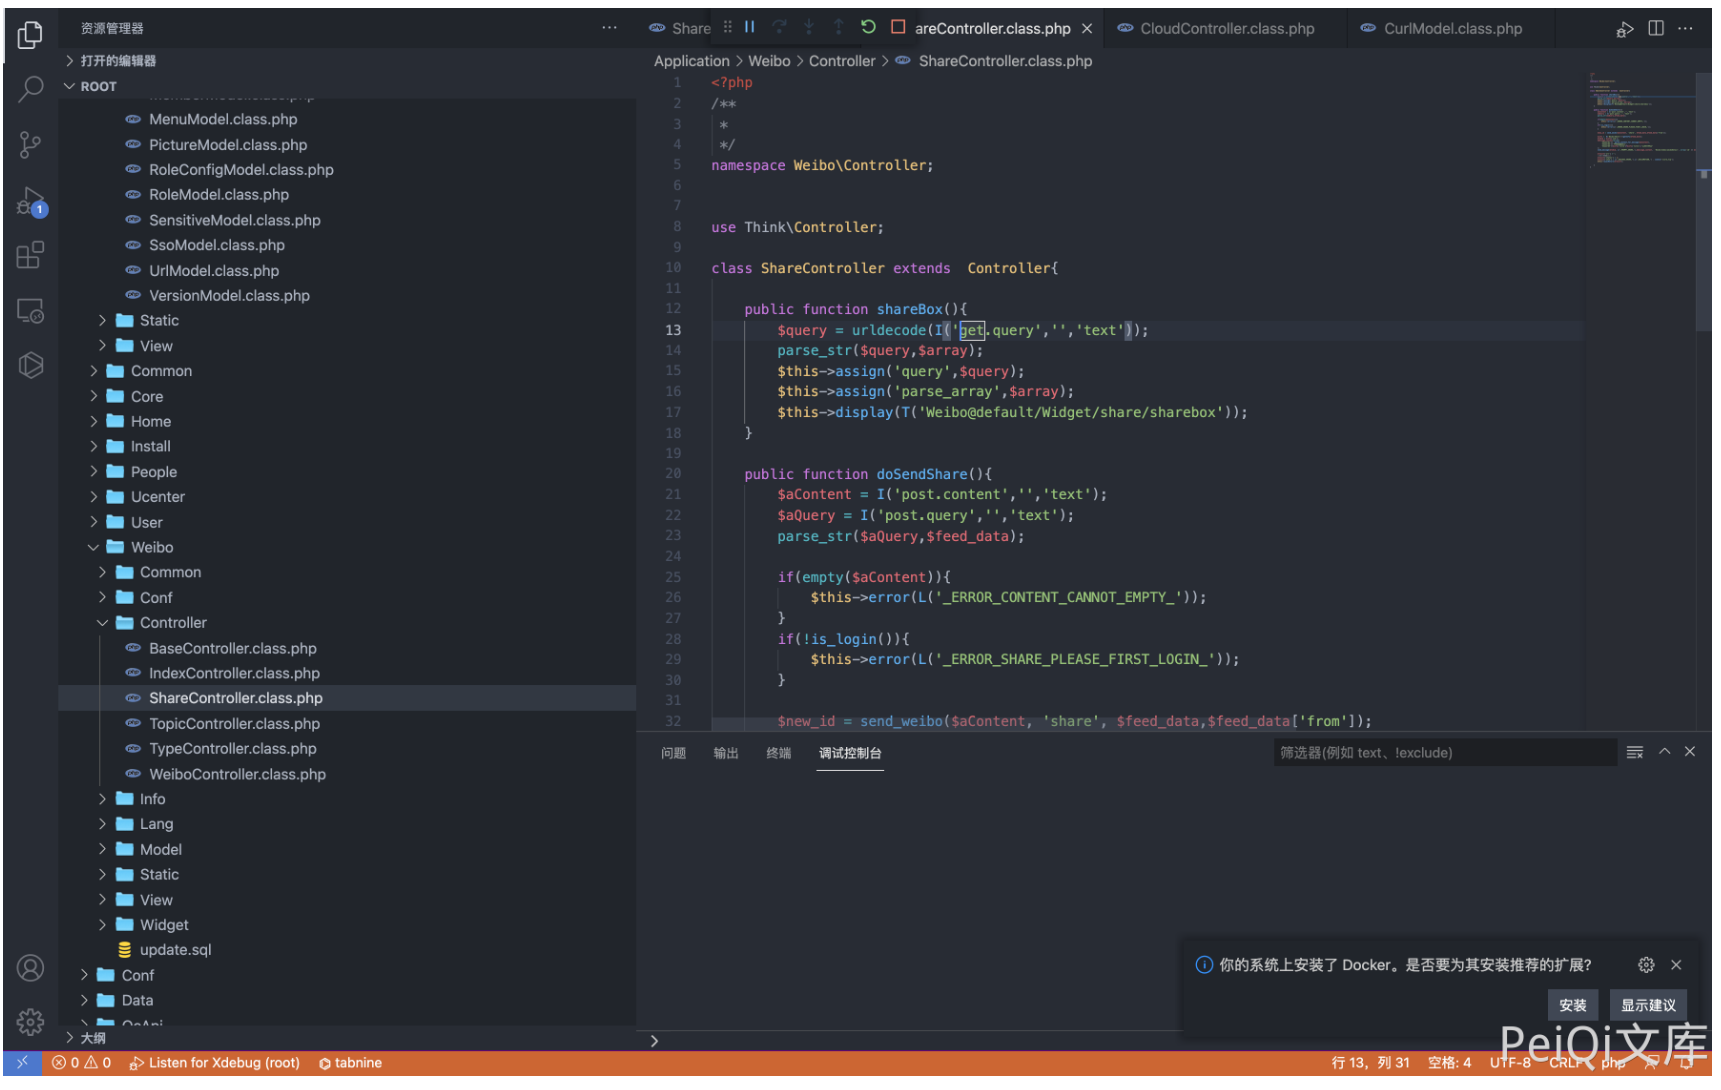 资源管理器
打开的编辑器
ROOT
MenuModel.class.php
PictureModel.class.php
RoleConfigModel.class.php
RoleModel.class.php
SensitiveModel.class.php
SsoModel.class.php
UrlModel.class.php
VersionModel.class.php
Static
View
Common
Core
Home
Install
People
Ucenter
User
Weibo
Common
Conf
Controller
BaseController.class.php
IndexController.class.php
ShareController.class.php
TopicController.class.php
TypeController.class.php
WeiboController.class.php
Info
Lang
Model
Static
View
Widget
update.sql
Conf
Data
OcApi
大纲
Share areController.class.php CloudController.class.php CurlModel.class.php
Application > Weibo > Controller > ShareController.class.php
1 <?php
2 /**
3  *
4  */
5 namespace Weibo\Controller;
6
7
8 use Think\Controller;
9
10 class ShareController extends  Controller{
11
12     public function shareBox(){
13         $query = urldecode(I('get.query','','text'));
14         parse_str($query,$array);
15         $this->assign('query',$query);
16         $this->assign('parse_array',$array);
17         $this->display(T('Weibo@default/Widget/share/sharebox'));
18     }
19
20     public function doSendShare(){
21         $aContent = I('post.content','','text');
22         $aQuery = I('post.query','','text');
23         parse_str($aQuery,$feed_data);
24
25         if(empty($aContent)){
26             $this->error(L('_ERROR_CONTENT_CANNOT_EMPTY_'));
27         }
28         if(!is_login()){
29             $this->error(L('_ERROR_SHARE_PLEASE_FIRST_LOGIN_'));
30         }
31
32         $new_id = send_weibo($aContent, 'share', $feed_data,$feed_data['from']);
问题 输出 终端 调试控制台 筛选器(例如 text、!exclude)
你的系统上安装了 Docker。是否要为其安装推荐的扩展?
安装 显示建议
PeiQi文库
1
0 0 Listen for Xdebug (root) tabnine 行 13，列 31 空格: 4 UTF-8 CRLF php